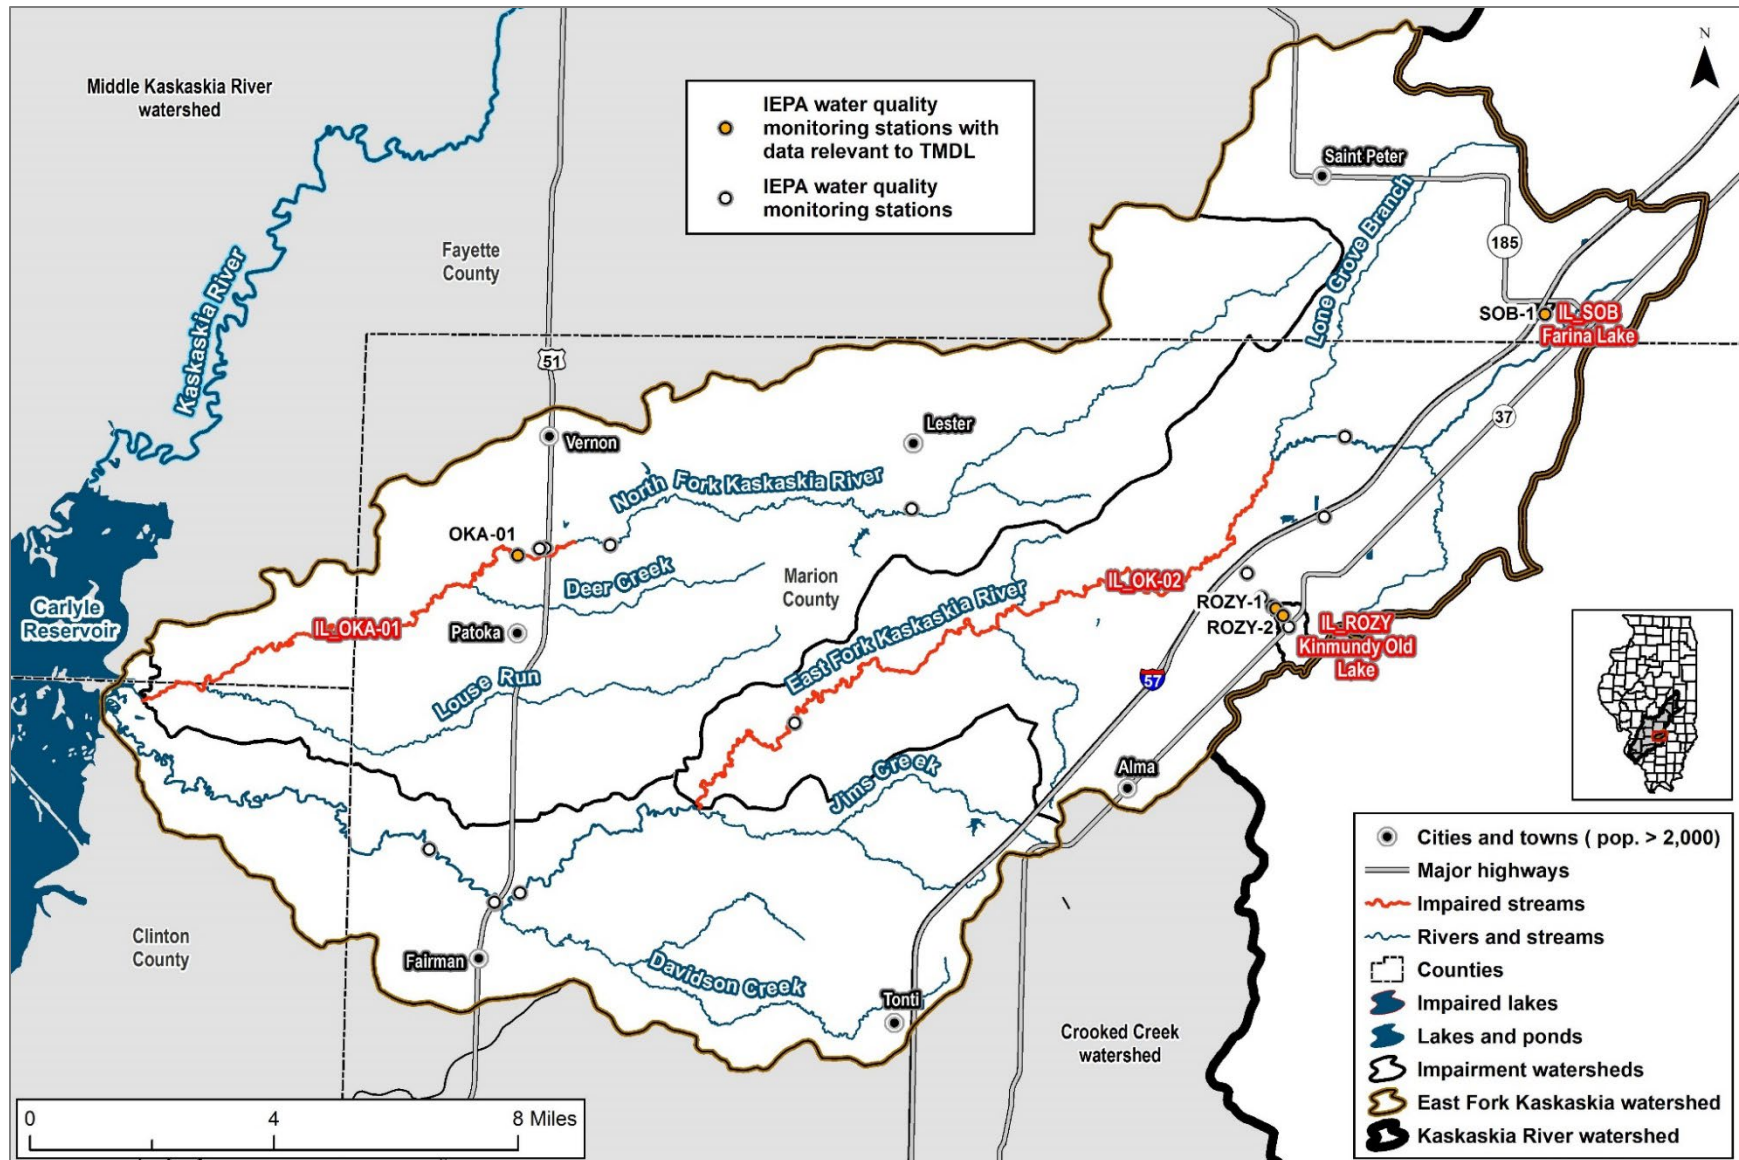 Middle Kaskaskia River
watershed
IEPA water quality
monitoring stations with
data relevant to TMDL
IEPA water quality
monitoring stations
N
Saint Peter
Lone Grove Branch
185
Kaskaskia River
Fayette
County
SOB-1
IL_SOB
Farina Lake
51
37
Vernon
Lester
North Fork Kaskaskia River
OKA-01
Deer Creek
Marion
County
IL_OK-02
Carlyle
Reservoir
IL_OKA-01
Patoka
East Fork Kaskaskia River
ROZY-1
ROZY-2
IL_ROZY
Kinmundy Old
Lake
Louse Run
57
Jims Creek
Alma
Clinton
County
Fairman
Davidson Creek
Tonti
Crooked Creek
watershed
Cities and towns ( pop. > 2,000)
Major highways
Impaired streams
Rivers and streams
Counties
Impaired lakes
Lakes and ponds
Impairment watersheds
East Fork Kaskaskia watershed
Kaskaskia River watershed
0 4 8 Miles